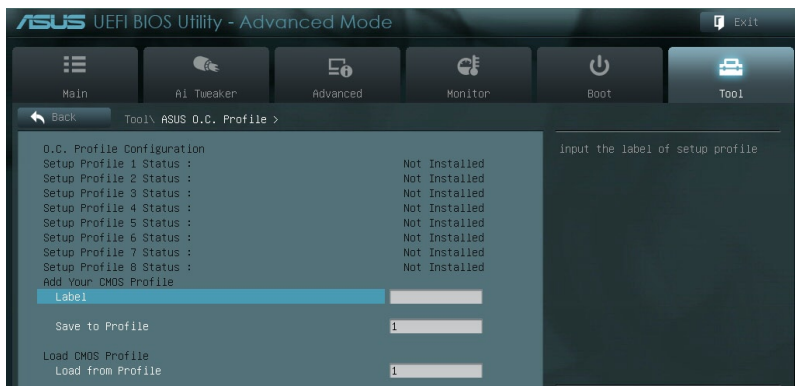 ASUS UEFI BIOS Utility - Advanced Mode
Exit
Main
Ai Tweaker
Advanced
Monitor
Boot
Tool
Back
Tool\ ASUS O.C. Profile >
O.C. Profile Configuration
Setup Profile 1 Status : Not Installed
Setup Profile 2 Status : Not Installed
Setup Profile 3 Status : Not Installed
Setup Profile 4 Status : Not Installed
Setup Profile 5 Status : Not Installed
Setup Profile 6 Status : Not Installed
Setup Profile 7 Status : Not Installed
Setup Profile 8 Status : Not Installed
Add Your CMOS Profile
Label
Save to Profile 1
Load CMOS Profile
Load from Profile 1
input the label of setup profile